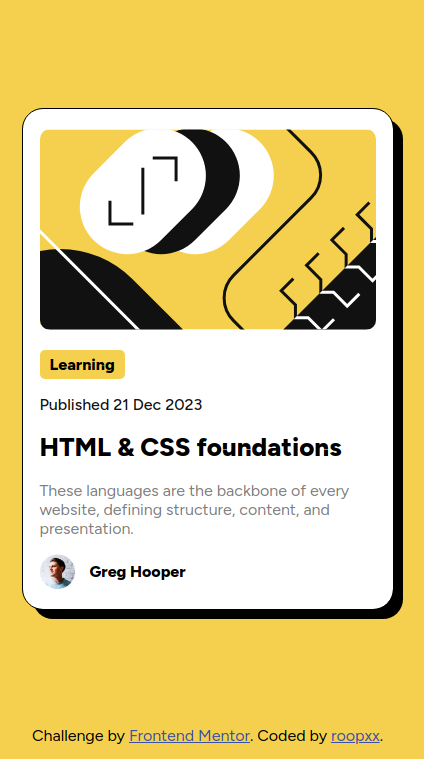 Learning
Published 21 Dec 2023
HTML & CSS foundations
These languages are the backbone of every
website, defining structure, content, and
presentation.
Greg Hooper
Challenge by Frontend Mentor. Coded by roopxx.